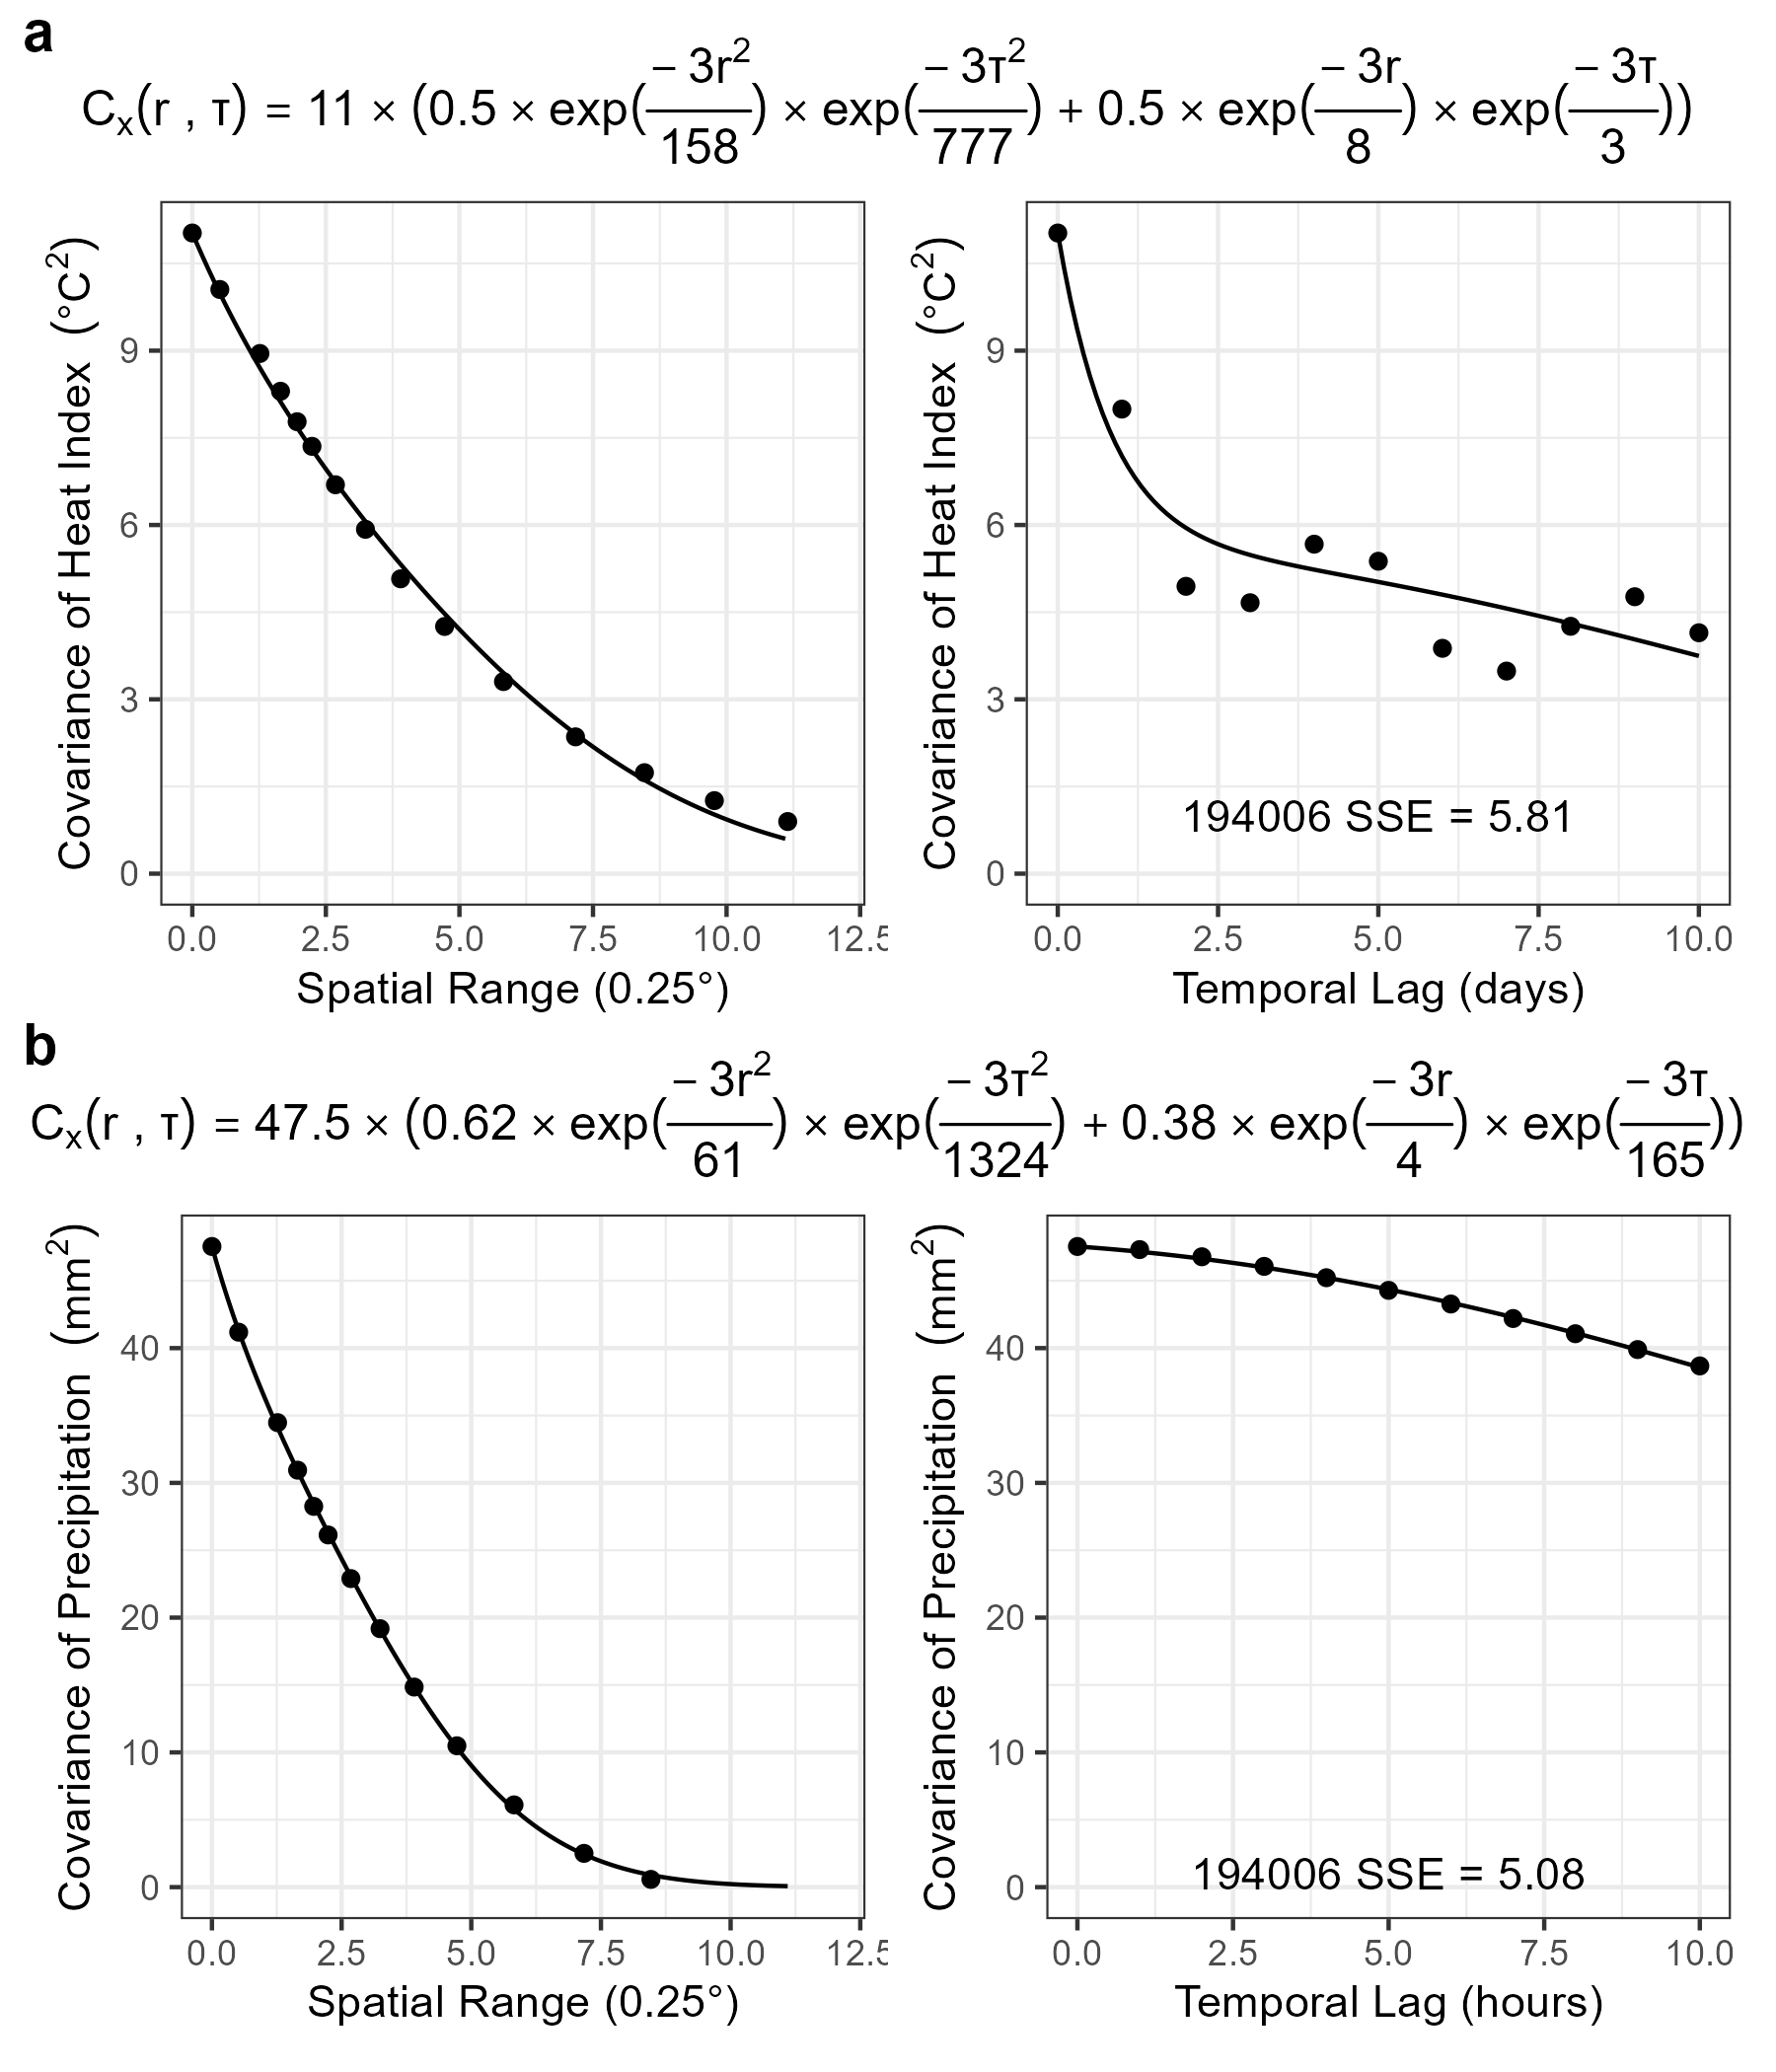 a
Cₓ(r , τ) = 11 × (0.5 × exp(− 3r²/158) × exp(− 3τ²/777) + 0.5 × exp(− 3r/8) × exp(− 3τ/3))
Covariance of Heat Index (°C²)
9
6
3
0
0.0 2.5 5.0 7.5 10.0 12.5
Spatial Range (0.25°)
Covariance of Heat Index (°C²)
9
6
3
0
194006 SSE = 5.81
0.0 2.5 5.0 7.5 10.0
Temporal Lag (days)
b
Cₓ(r , τ) = 47.5 × (0.62 × exp(− 3r²/61) × exp(− 3τ²/1324) + 0.38 × exp(− 3r/4) × exp(− 3τ/165))
Covariance of Precipitation (mm²)
40
30
20
10
0
0.0 2.5 5.0 7.5 10.0 12.5
Spatial Range (0.25°)
Covariance of Precipitation (mm²)
40
30
20
10
0
194006 SSE = 5.08
0.0 2.5 5.0 7.5 10.0
Temporal Lag (hours)